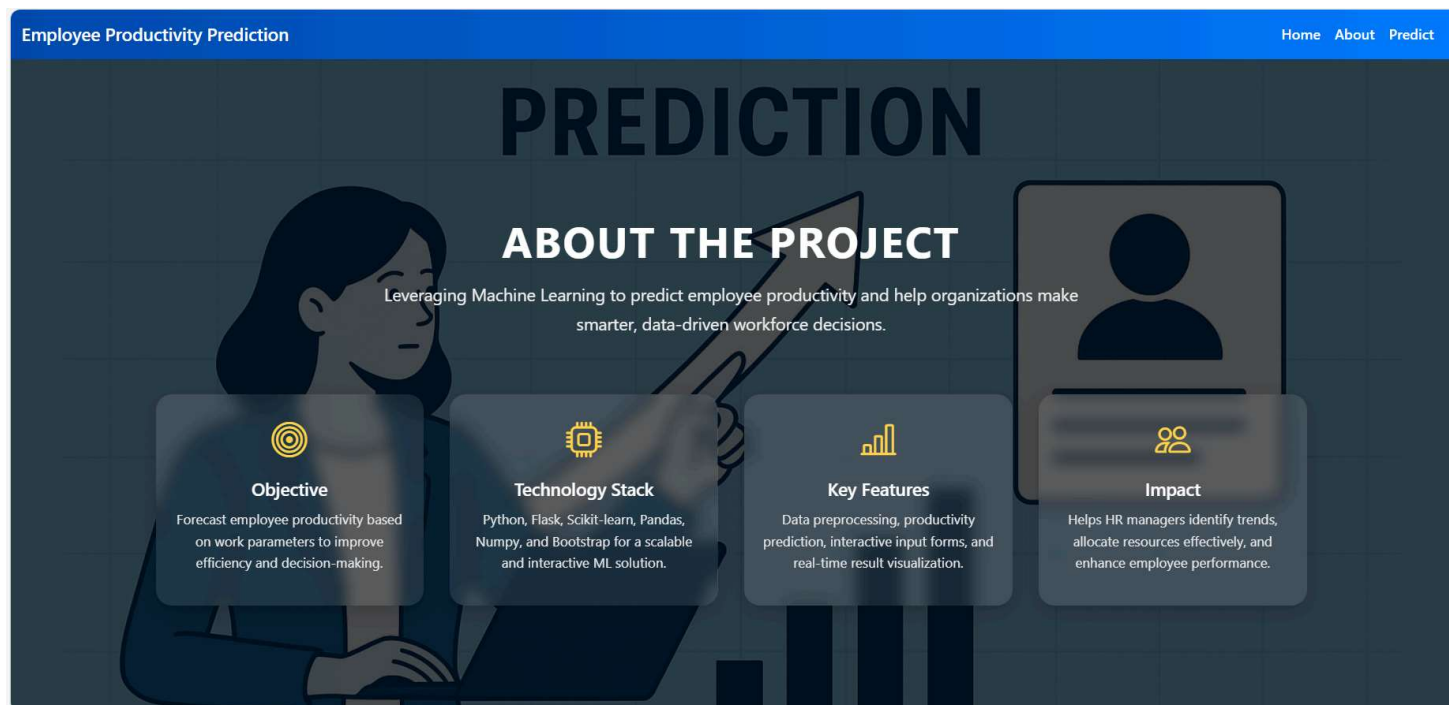 Employee Productivity Prediction
Home About Predict
PREDICTION
ABOUT THE PROJECT
Leveraging Machine Learning to predict employee productivity and help organizations make
smarter, data-driven workforce decisions.
Objective
Forecast employee productivity based
on work parameters to improve
efficiency and decision-making.
Technology Stack
Python, Flask, Scikit-learn, Pandas,
Numpy, and Bootstrap for a scalable
and interactive ML solution.
Key Features
Data preprocessing, productivity
prediction, interactive input forms, and
real-time result visualization.
Impact
Helps HR managers identify trends,
allocate resources effectively, and
enhance employee performance.